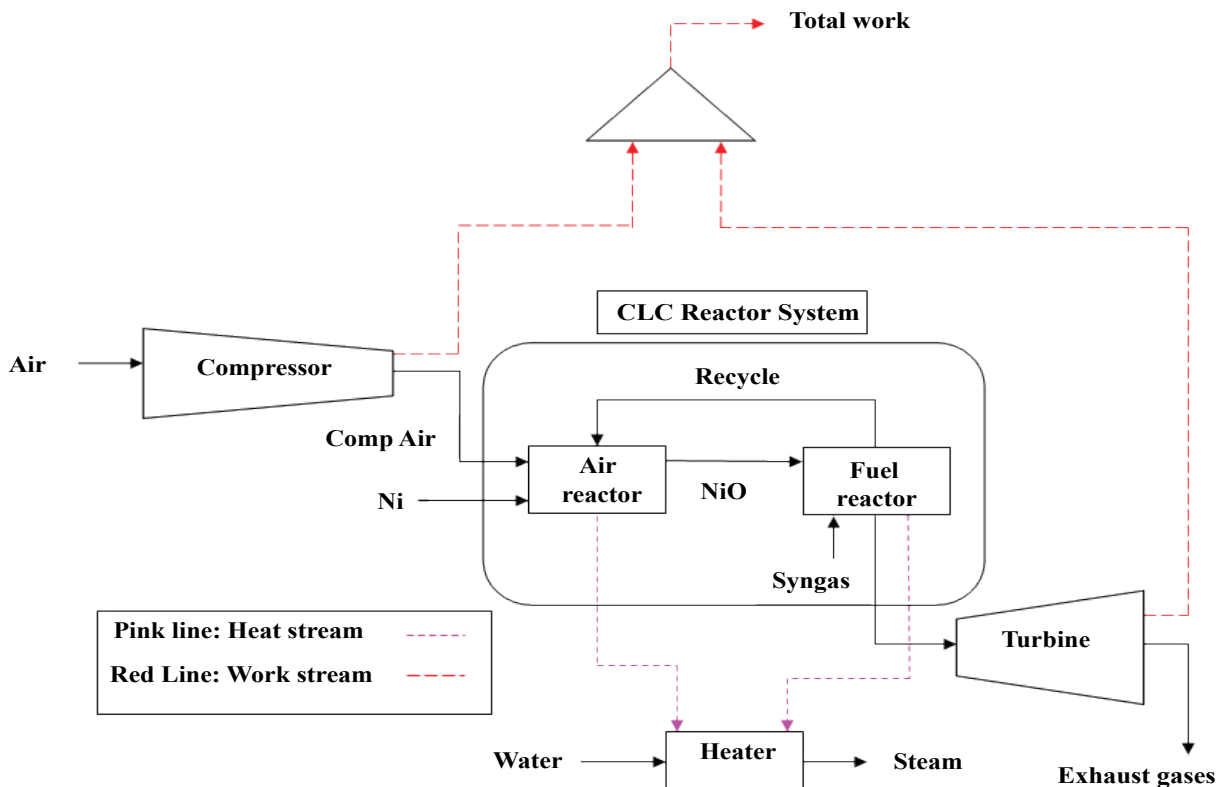 Total work
CLC Reactor System
Air
Compressor
Recycle
Comp Air
Air
reactor
Fuel
reactor
Ni
NiO
Syngas
Pink line: Heat stream
Red Line: Work stream
Turbine
Water
Heater
Steam
Exhaust gases